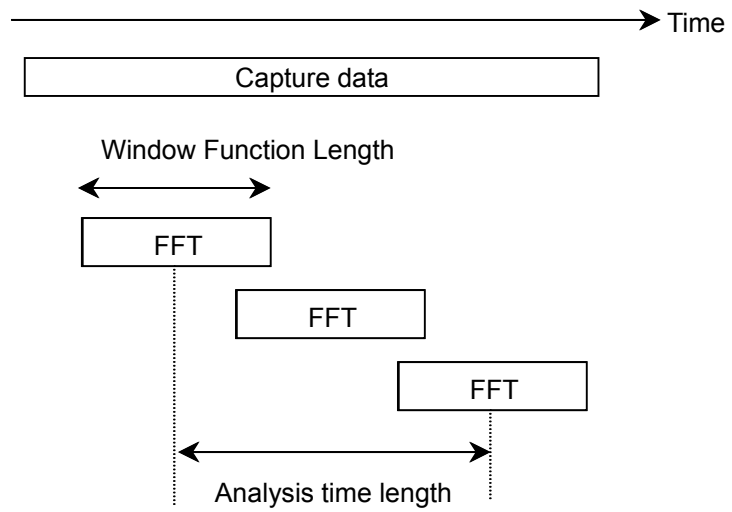 Time
Capture data
Window Function Length
FFT
FFT
FFT
Analysis time length